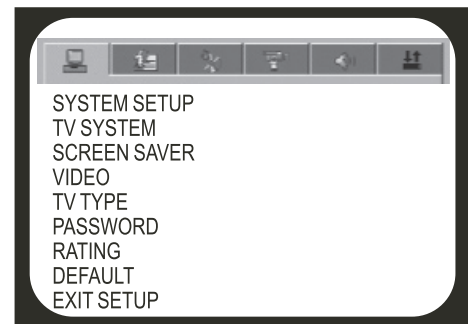 SYSTEM SETUP
TV SYSTEM
SCREEN SAVER
VIDEO
TV TYPE
PASSWORD
RATING
DEFAULT
EXIT SETUP